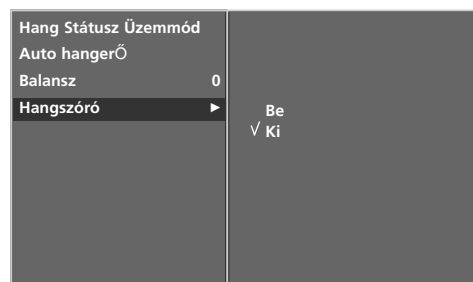 Hang Státusz Üzemmód
Auto hangerŐ
Balansz 0
Hangszóró ►
Be
√ Ki